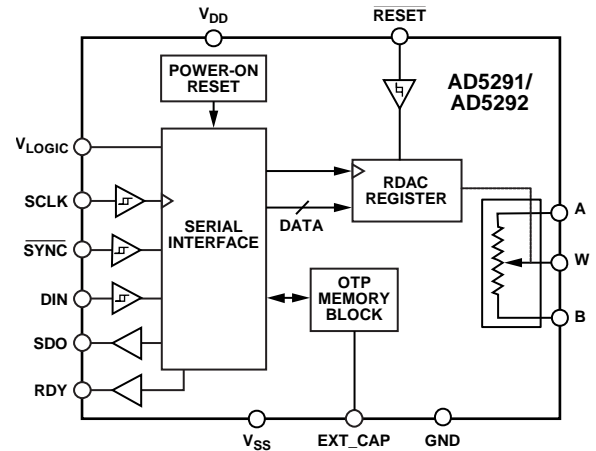 VDD
RESET
POWER-ON
RESET
AD5291/
AD5292
VLOGIC
SCLK
SYNC
DIN
SDO
RDY
SERIAL
INTERFACE
DATA
RDAC
REGISTER
OTP
MEMORY
BLOCK
A
W
B
VSS
EXT_CAP
GND